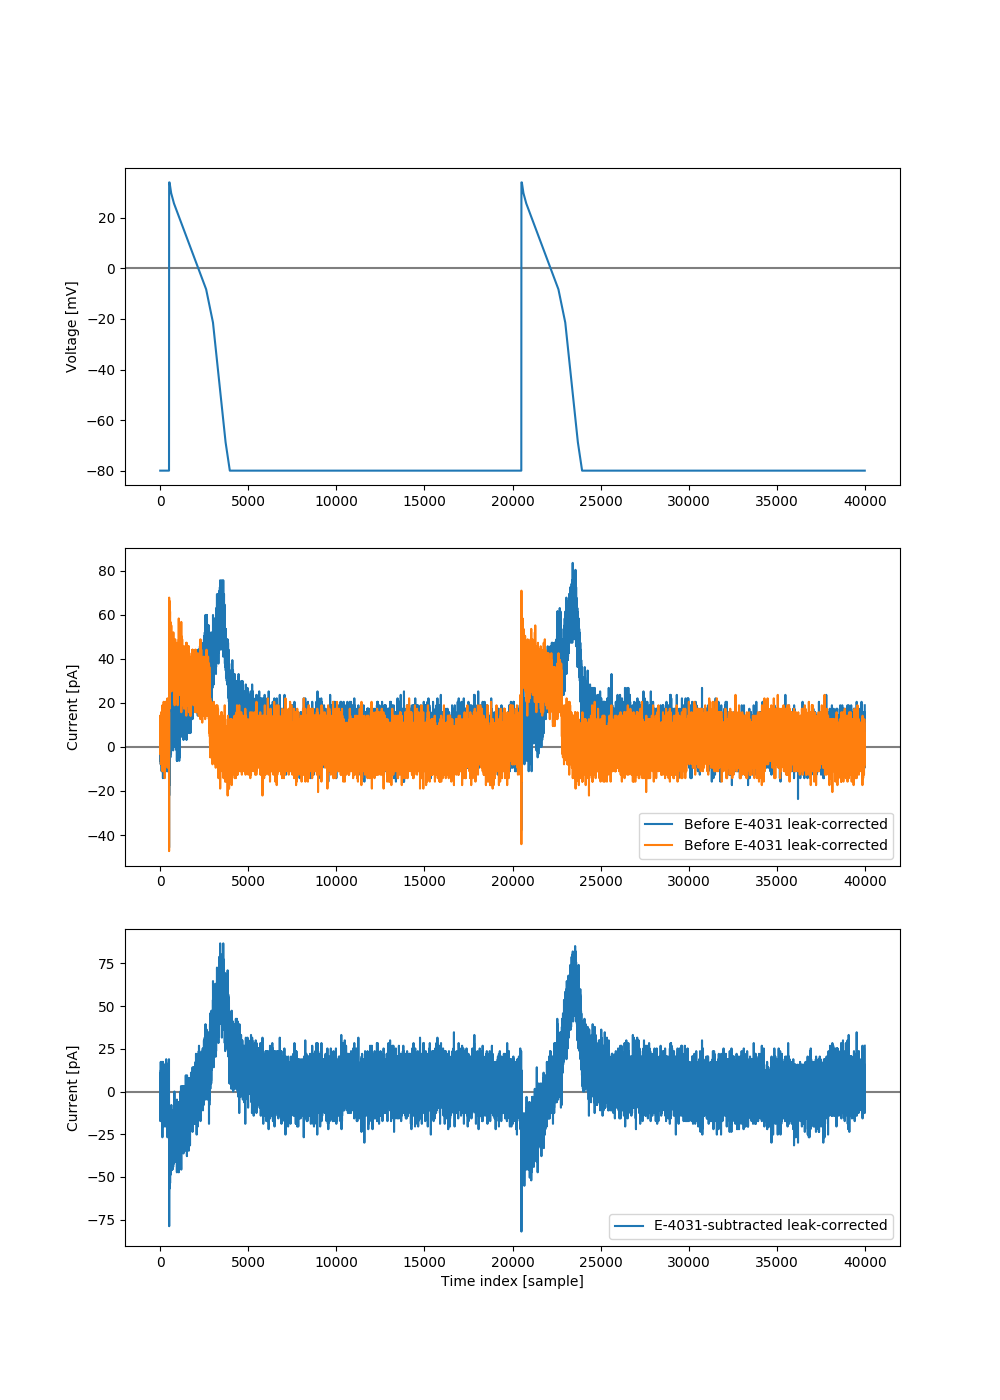 Voltage [mV]
20
0
−20
−40
−60
−80
0 5000 10000 15000 20000 25000 30000 35000 40000
Current [pA]
80
60
40
20
0
−20
−40
Before E-4031 leak-corrected
Before E-4031 leak-corrected
0 5000 10000 15000 20000 25000 30000 35000 40000
Current [pA]
75
50
25
0
−25
−50
−75
E-4031-subtracted leak-corrected
0 5000 10000 15000 20000 25000 30000 35000 40000
Time index [sample]